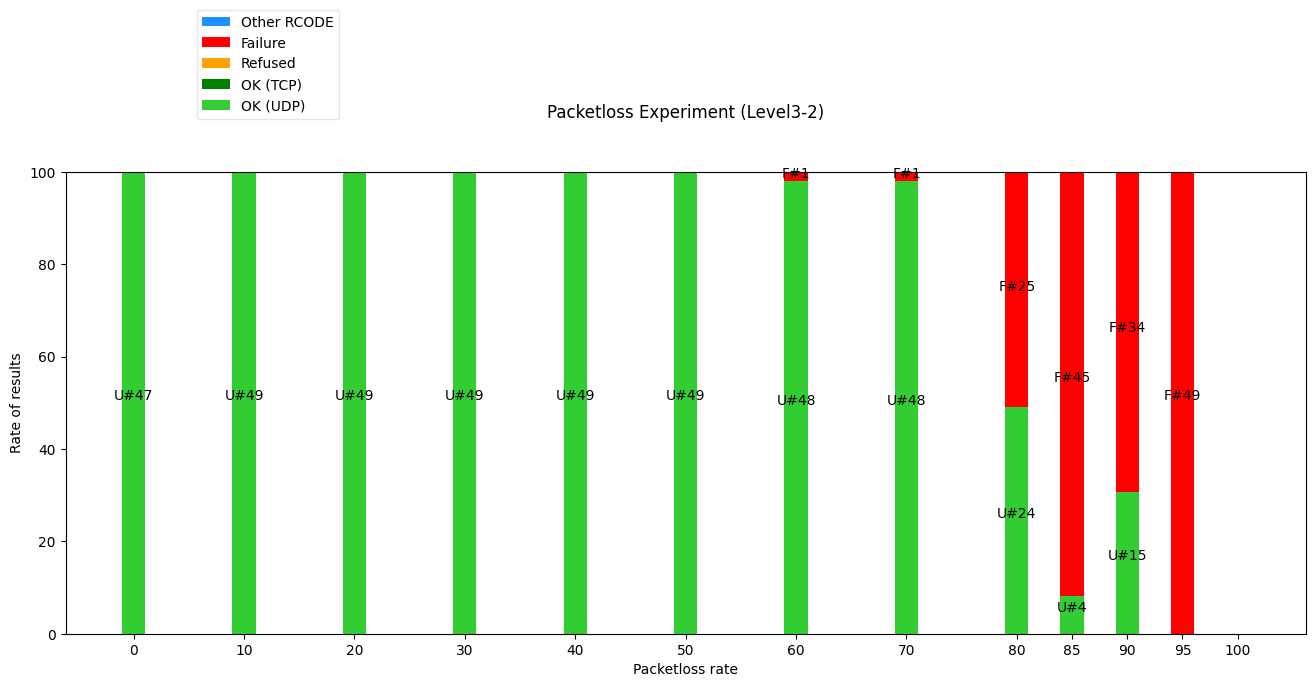 Other RCODE
Failure
Refused
OK (TCP)
OK (UDP)
Packetloss Experiment (Level3-2)
Rate of results
100
80
60
40
20
0
F#1
F#1
F#25
F#34
F#45
U#47
U#49
U#49
U#49
U#49
U#49
U#48
U#48
F#49
U#24
U#15
U#4
0
10
20
30
40
50
60
70
80
85
90
95
100
Packetloss rate